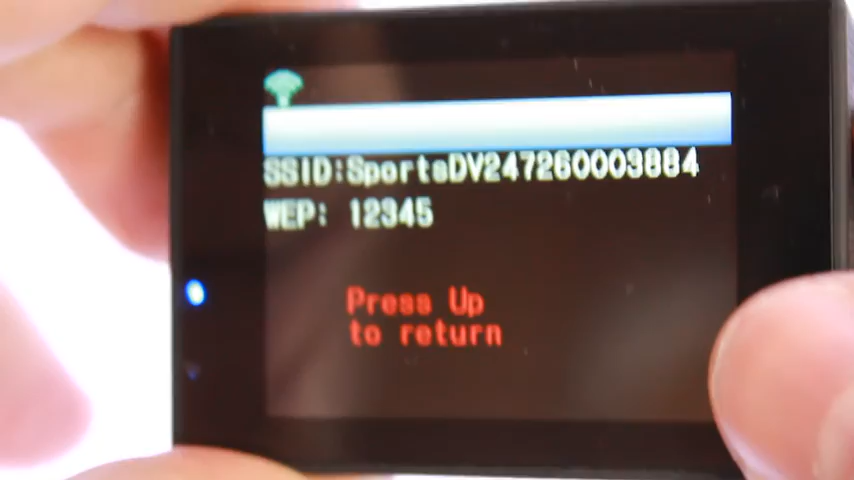 SSID:SportsDV247260003884
WEP: 12345
Press Up
to return